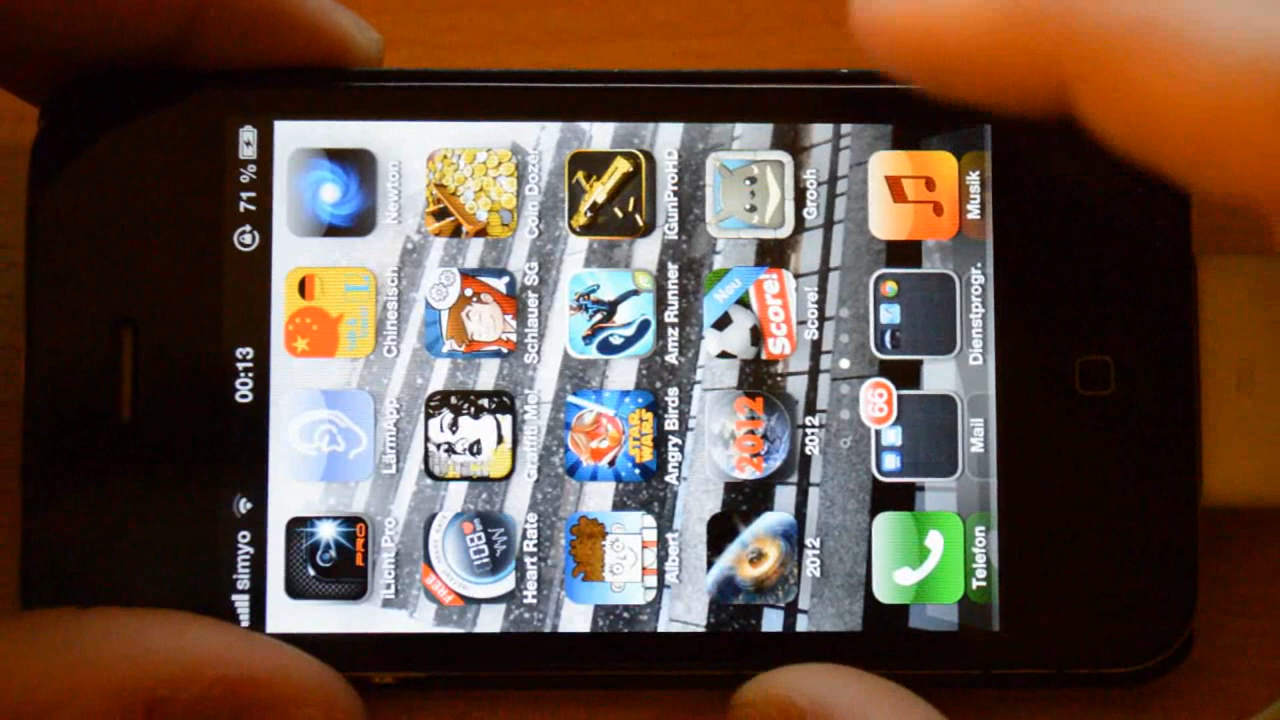 simyo 00:13 71 %
PRO
iLicht Pro LärmApp Chinesisch Newton
FREE
108
Heart Rate Graffiti Me! Schlauer SG Coin Dozer
STAR
WARS
Albert Angry Birds Amz Runner iGunProHD
2012
Neu
Score!
2012 2012 Score! Grooh
66
Telefon Mail Dienstprogr. Musik